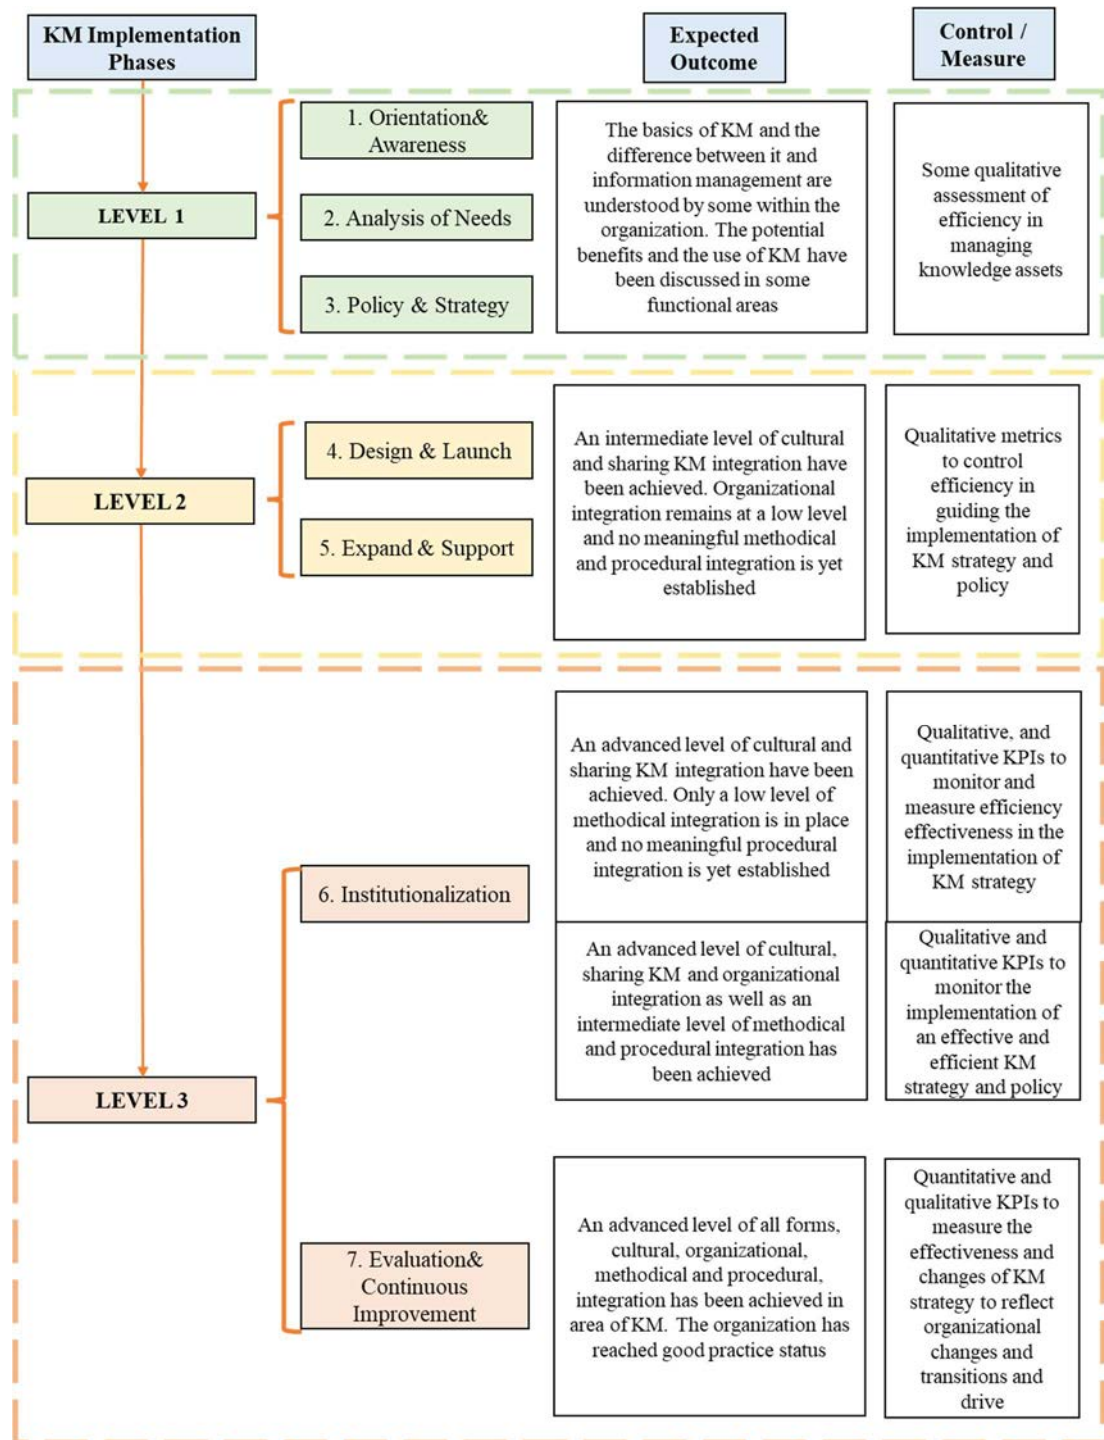 KM Implementation
Phases
Expected
Outcome
Control /
Measure
LEVEL 1
1. Orientation&
Awareness
2. Analysis of Needs
3. Policy & Strategy
The basics of KM and the
difference between it and
information management are
understood by some within the
organization. The potential
benefits and the use of KM have
been discussed in some
functional areas
Some qualitative
assessment of
efficiency in
managing
knowledge assets
LEVEL 2
4. Design & Launch
5. Expand & Support
An intermediate level of cultural
and sharing KM integration have
been achieved. Organizational
integration remains at a low level
and no meaningful methodical
and procedural integration is yet
established
Qualitative metrics
to control
efficiency in
guiding the
implementation of
KM strategy and
policy
LEVEL 3
6. Institutionalization
An advanced level of cultural and
sharing KM integration have been
achieved. Only a low level of
methodical integration is in place
and no meaningful procedural
integration is yet established
Qualitative, and
quantitative KPIs to
monitor and
measure efficiency
effectiveness in the
implementation of
KM strategy
An advanced level of cultural,
sharing KM and organizational
integration as well as an
intermediate level of methodical
and procedural integration has
been achieved
Qualitative and
quantitative KPIs to
monitor the
implementation of
an effective and
efficient KM
strategy and policy
7. Evaluation&
Continuous
Improvement
An advanced level of all forms,
cultural, organizational,
methodical and procedural,
integration has been achieved in
area of KM. The organization has
reached good practice status
Quantitative and
qualitative KPIs to
measure the
effectiveness and
changes of KM
strategy to reflect
organizational
changes and
transitions and
drive